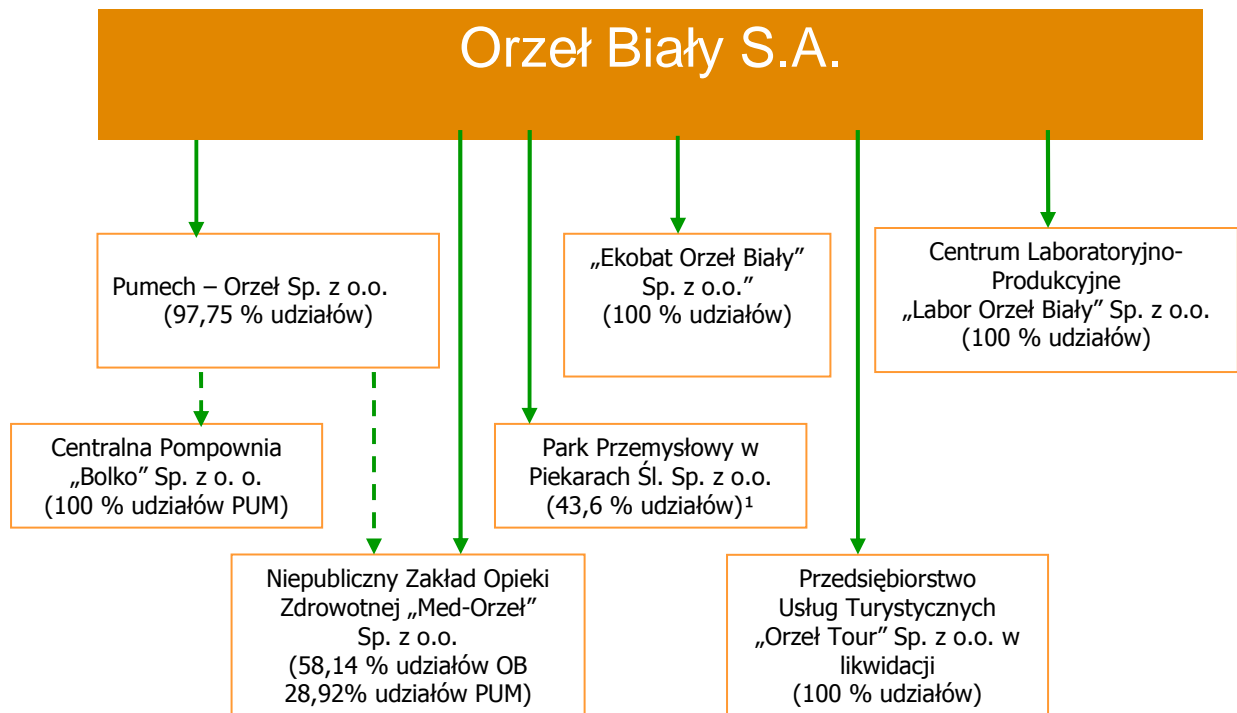 Orzeł Biały S.A.
Pumech – Orzeł Sp. z o.o.
(97,75 % udziałów)
„Ekobat Orzeł Biały”
Sp. z o.o.”
(100 % udziałów)
Centrum Laboratoryjno-
Produkcyjne
„Labor Orzeł Biały” Sp. z o.o.
(100 % udziałów)
Centralna Pompownia
„Bolko” Sp. z o. o.
(100 % udziałów PUM)
Park Przemysłowy w
Piekarach Śl. Sp. z o.o.
(43,6 % udziałów)¹
Niepubliczny Zakład Opieki
Zdrowotnej „Med-Orzeł”
Sp. z o.o.
(58,14 % udziałów OB
28,92% udziałów PUM)
Przedsiębiorstwo
Usług Turystycznych
„Orzeł Tour” Sp. z o.o. w
likwidacji
(100 % udziałów)